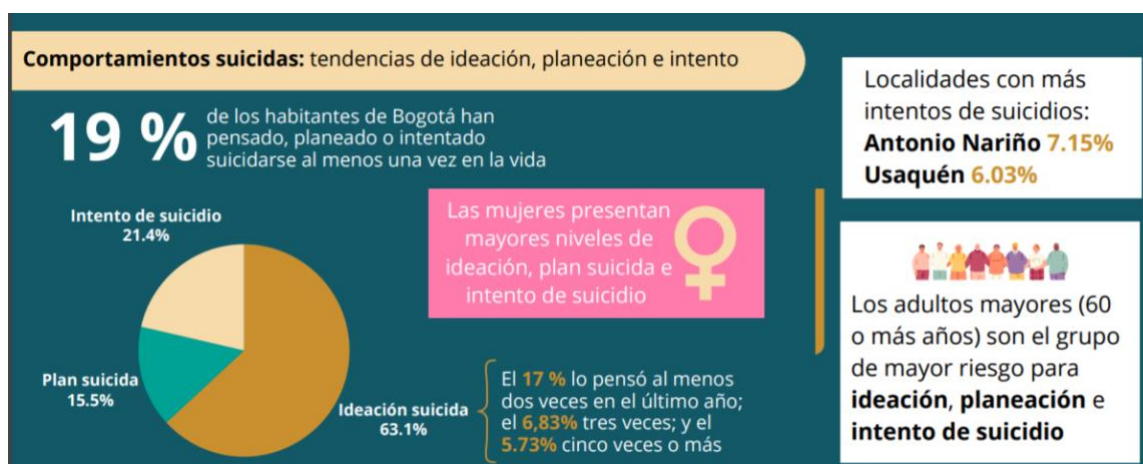 Comportamientos suicidas: tendencias de ideación, planeación e intento
19 %
de los habitantes de Bogotá han
pensado, planeado o intentado
suicidarse al menos una vez en la vida
Intento de suicidio
21.4%
Plan suicida
15.5%
Ideación suicida
63.1%
Las mujeres presentan
mayores niveles de
ideación, plan suicida e
intento de suicidio
El 17 % lo pensó al menos
dos veces en el último año;
el 6,83% tres veces; y el
5.73% cinco veces o más
Localidades con más
intentos de suicidios:
Antonio Nariño 7.15%
Usaquén 6.03%
Los adultos mayores (60
o más años) son el grupo
de mayor riesgo para
ideación, planeación e
intento de suicidio